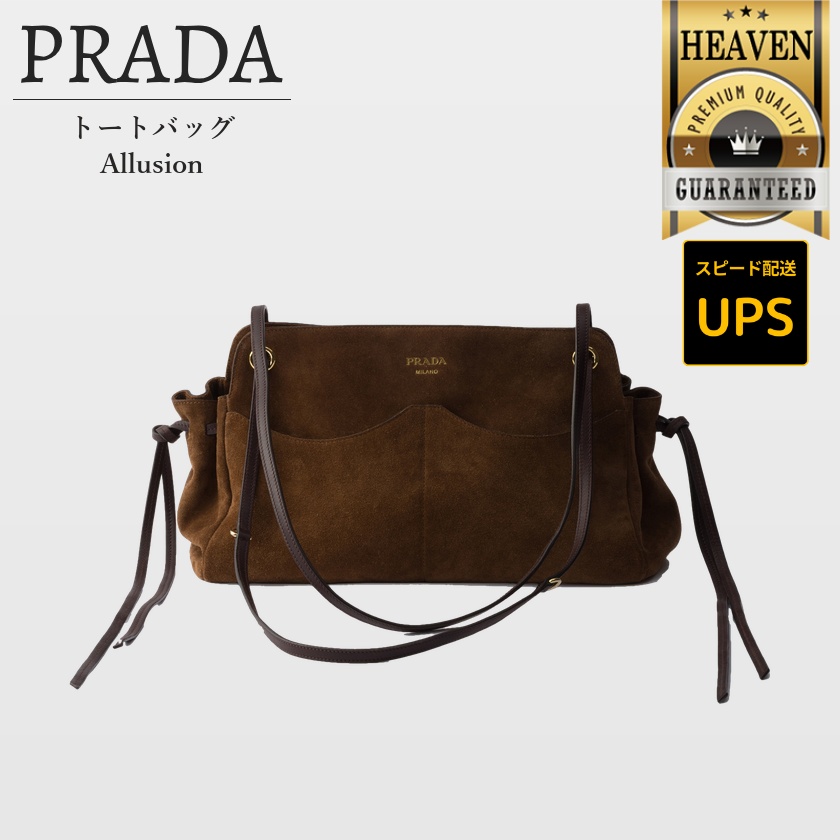 PRADA
トートバッグ
Allusion
HEAVEN
PREMIUM QUALITY
GUARANTEED
スピード配送
UPS
PRADA
MILANO